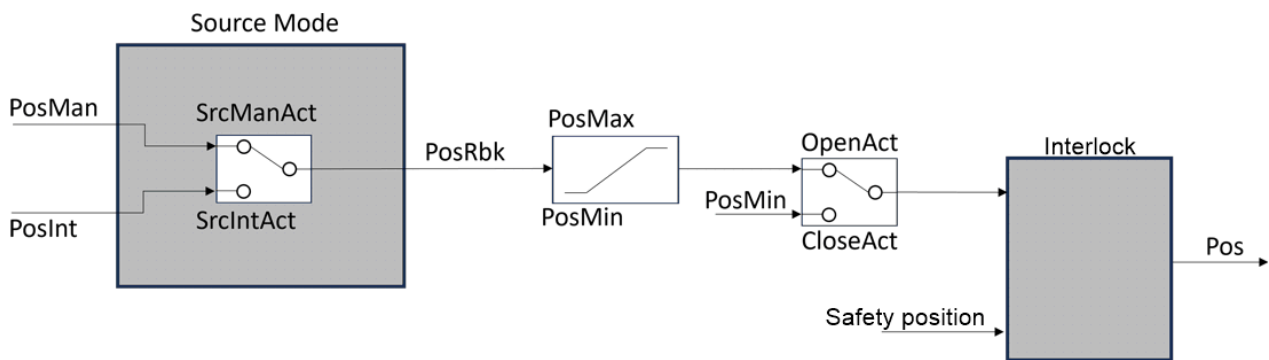 Source Mode
PosMan
SrcManAct
PosInt
SrcIntAct
PosRbk
PosMax
PosMin
OpenAct
PosMin
CloseAct
Interlock
Safety position
Pos